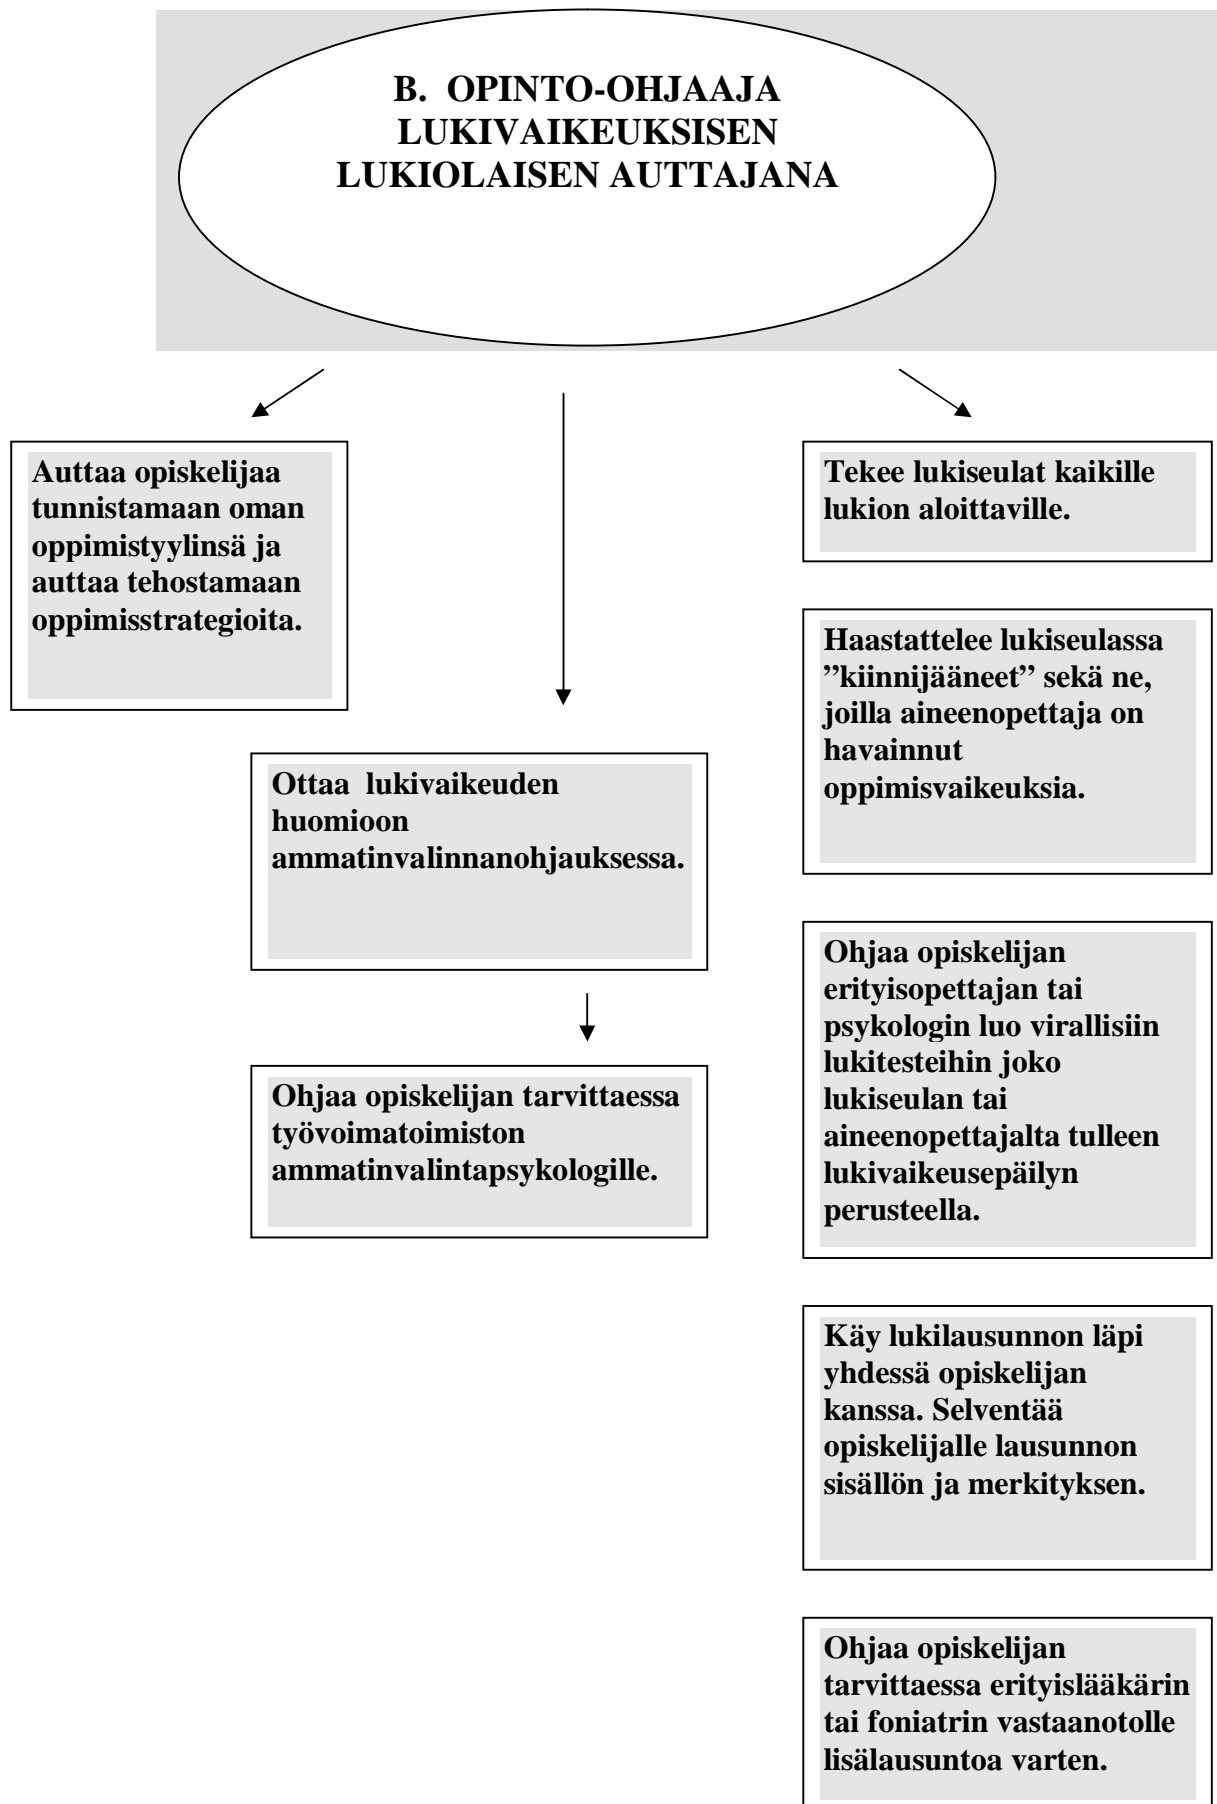 B. OPINTO-OHJAAJA
LUKIVAIKEUKSISEN
LUKIOLAISEN AUTTAJANA
Auttaa opiskelijaa
tunnistamaan oman
oppimistyylinsä ja
auttaa tehostamaan
oppimisstrategioita.
Ottaa lukivaikeuden
huomioon
ammatinvalinnanohjauksessa.
Ohjaa opiskelijan tarvittaessa
työvoimatoimiston
ammatinvalintapsykologille.
Tekee lukiseulat kaikille
lukion aloittaville.
Haastattelee lukiseulassa
”kiinnijääneet” sekä ne,
joilla aineenopettaja on
havainnut
oppimisvaikeuksia.
Ohjaa opiskelijan
erityisopettajan tai
psykologin luo virallisiin
lukitesteihin joko
lukiseulan tai
aineenopettajalta tulleen
lukivaikeusepäilyn
perusteella.
Käy lukilausunnon läpi
yhdessä opiskelijan
kanssa. Selventää
opiskelijalle lausunnon
sisällön ja merkityksen.
Ohjaa opiskelijan
tarvittaessa erityislääkärin
tai foniatrin vastaanotolle
lisälausuntoa varten.